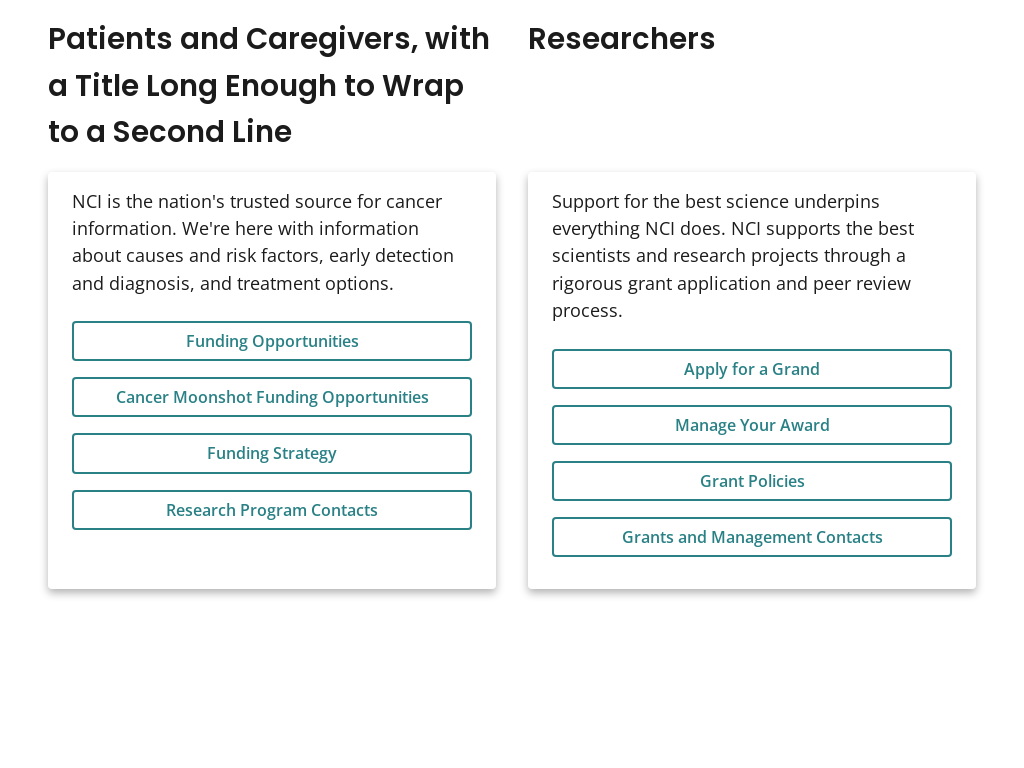 Patients and Caregivers, with
a Title Long Enough to Wrap
to a Second Line
NCI is the nation's trusted source for cancer
information. We're here with information
about causes and risk factors, early detection
and diagnosis, and treatment options.
Funding Opportunities
Cancer Moonshot Funding Opportunities
Funding Strategy
Research Program Contacts
Researchers
Support for the best science underpins
everything NCI does. NCI supports the best
scientists and research projects through a
rigorous grant application and peer review
process.
Apply for a Grand
Manage Your Award
Grant Policies
Grants and Management Contacts